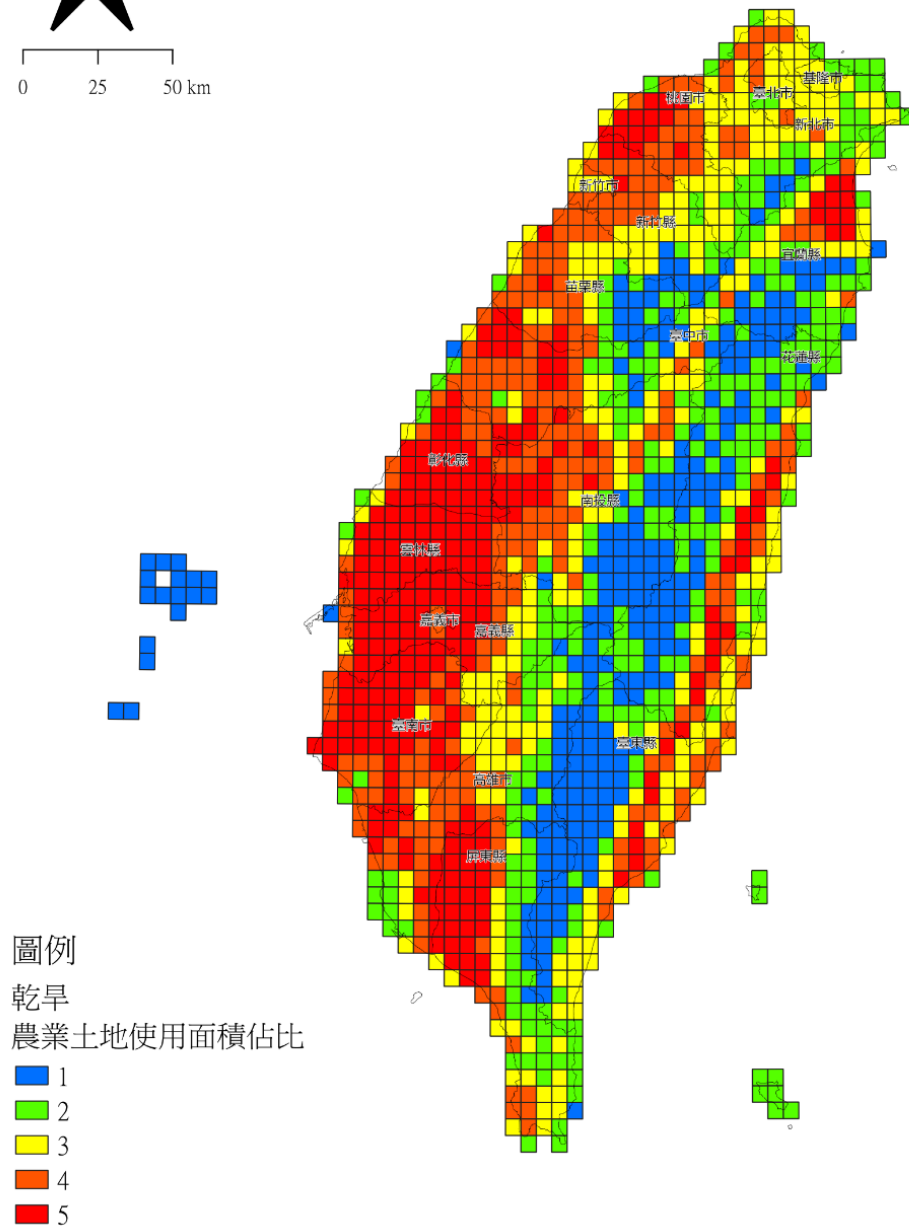 0 25 50 km
基隆市
臺北市
桃園市
新北市
新竹市
新竹縣
宜蘭縣
苗栗縣
臺中市
花蓮縣
彰化縣
南投縣
雲林縣
嘉義市
嘉義縣
臺南市
臺東縣
高雄市
屏東縣
圖例
乾旱
農業土地使用面積佔比
1
2
3
4
5